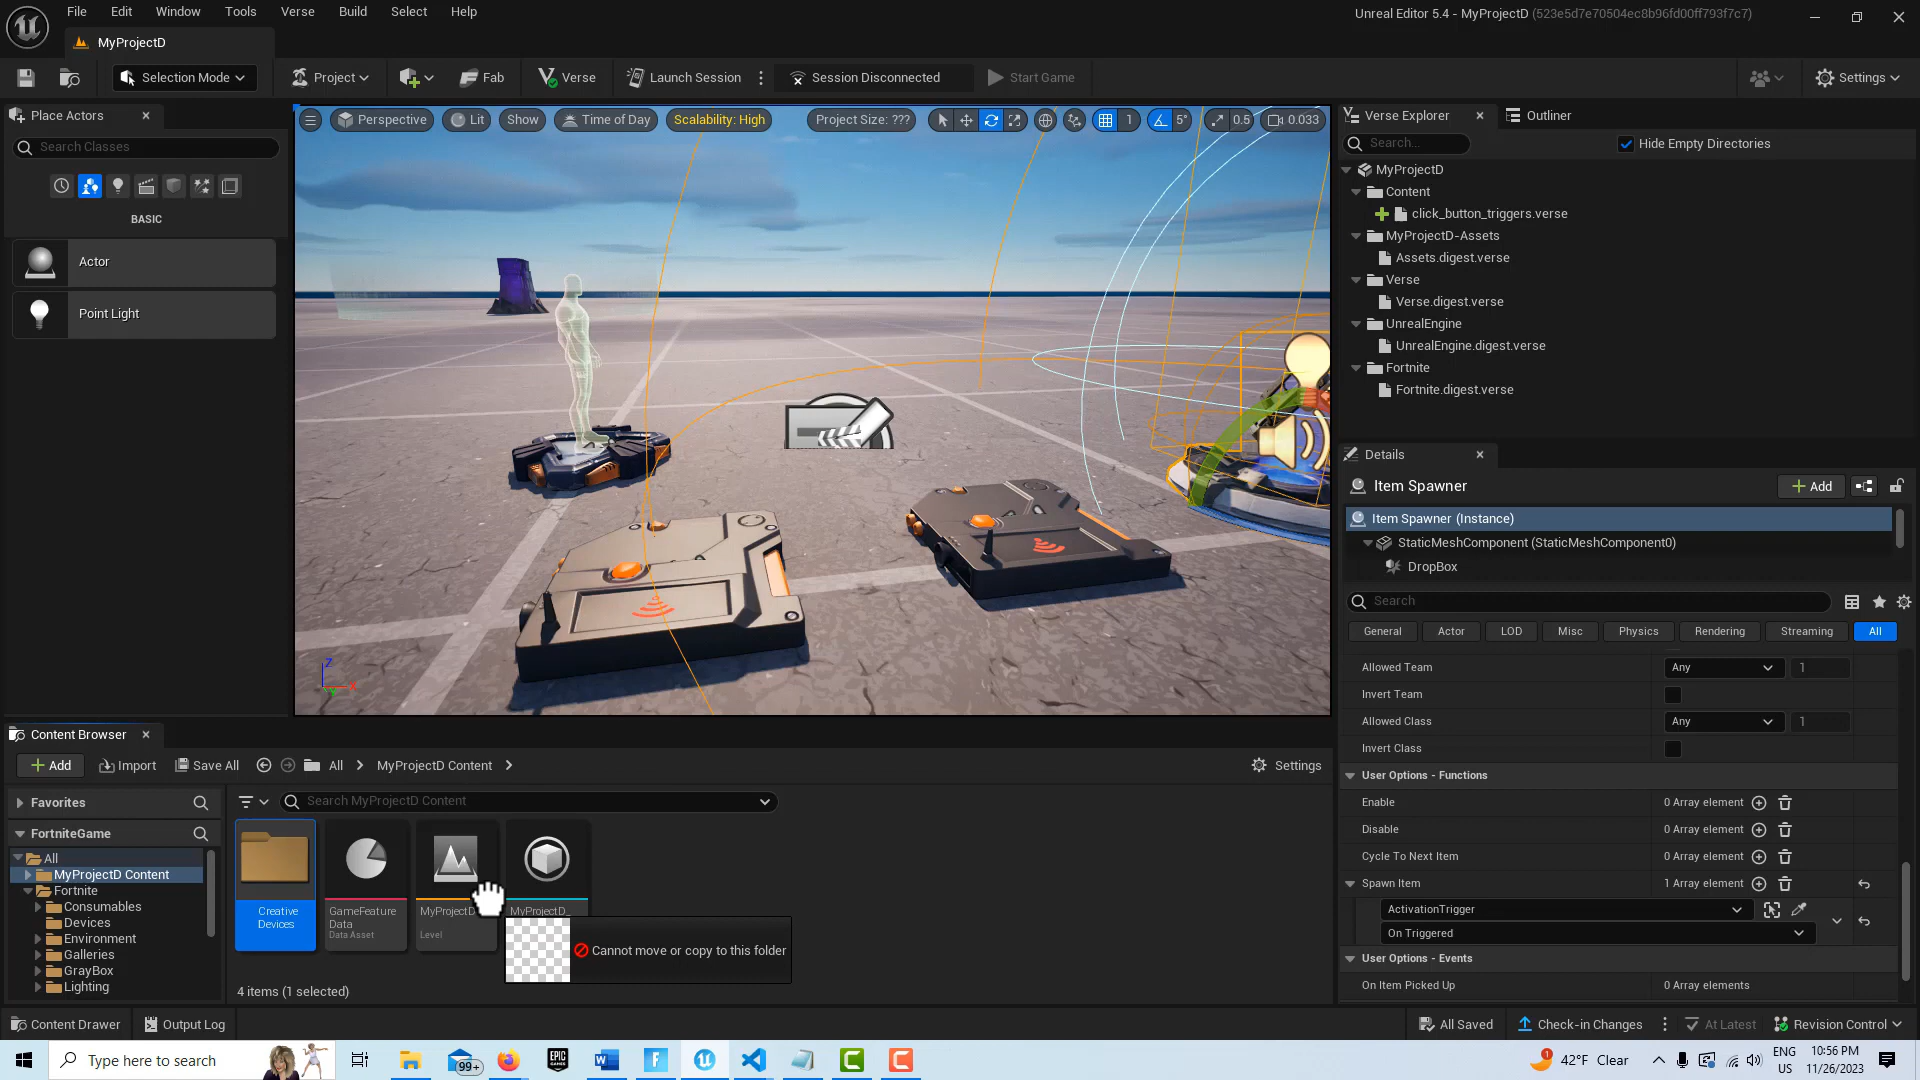 File Edit Window Tools Verse Build Select Help
Unreal Editor 5.4 - MyProjectD (523e5d7e70504ec8b96fd00ff793f7c7)
MyProjectD
Selection Mode Project Fab Verse Launch Session Session Disconnected Start Game Settings
Place Actors
Search Classes
BASIC
Actor
Point Light
Perspective Lit Show Time of Day Scalability: High Project Size: ??? 1 5° 0.5 0.033
Verse Explorer Outliner
Search... Hide Empty Directories
MyProjectD
Content
click_button_triggers.verse
MyProjectD-Assets
Assets.digest.verse
Verse
Verse.digest.verse
UnrealEngine
UnrealEngine.digest.verse
Fortnite
Fortnite.digest.verse
Details
Item Spawner Add
Item Spawner (Instance)
StaticMeshComponent (StaticMeshComponent0)
DropBox
Search
General Actor LOD Misc Physics Rendering Streaming All
Allowed Team Any 1
Invert Team
Allowed Class Any 1
Invert Class
User Options - Functions
Enable 0 Array element
Disable 0 Array element
Cycle To Next Item 0 Array element
Spawn Item 1 Array element
ActivationTrigger
On Triggered
User Options - Events
On Item Picked Up 0 Array elements
Content Browser
Add Import Save All All MyProjectD Content Settings
Favorites
Search MyProjectD Content
FortniteGame
All
MyProjectD Content
Fortnite
Consumables
Devices
Environment
Galleries
GrayBox
Lighting
Creative
Devices
GameFeature
Data
Data Asset
MyProjectD
Level
MyProjectD_
Cannot move or copy to this folder
4 items (1 selected)
Content Drawer Output Log All Saved Check-in Changes At Latest Revision Control
Type here to search
99+
EPIC
GAMES
1
42°F Clear
ENG
US
10:56 PM
11/26/2023